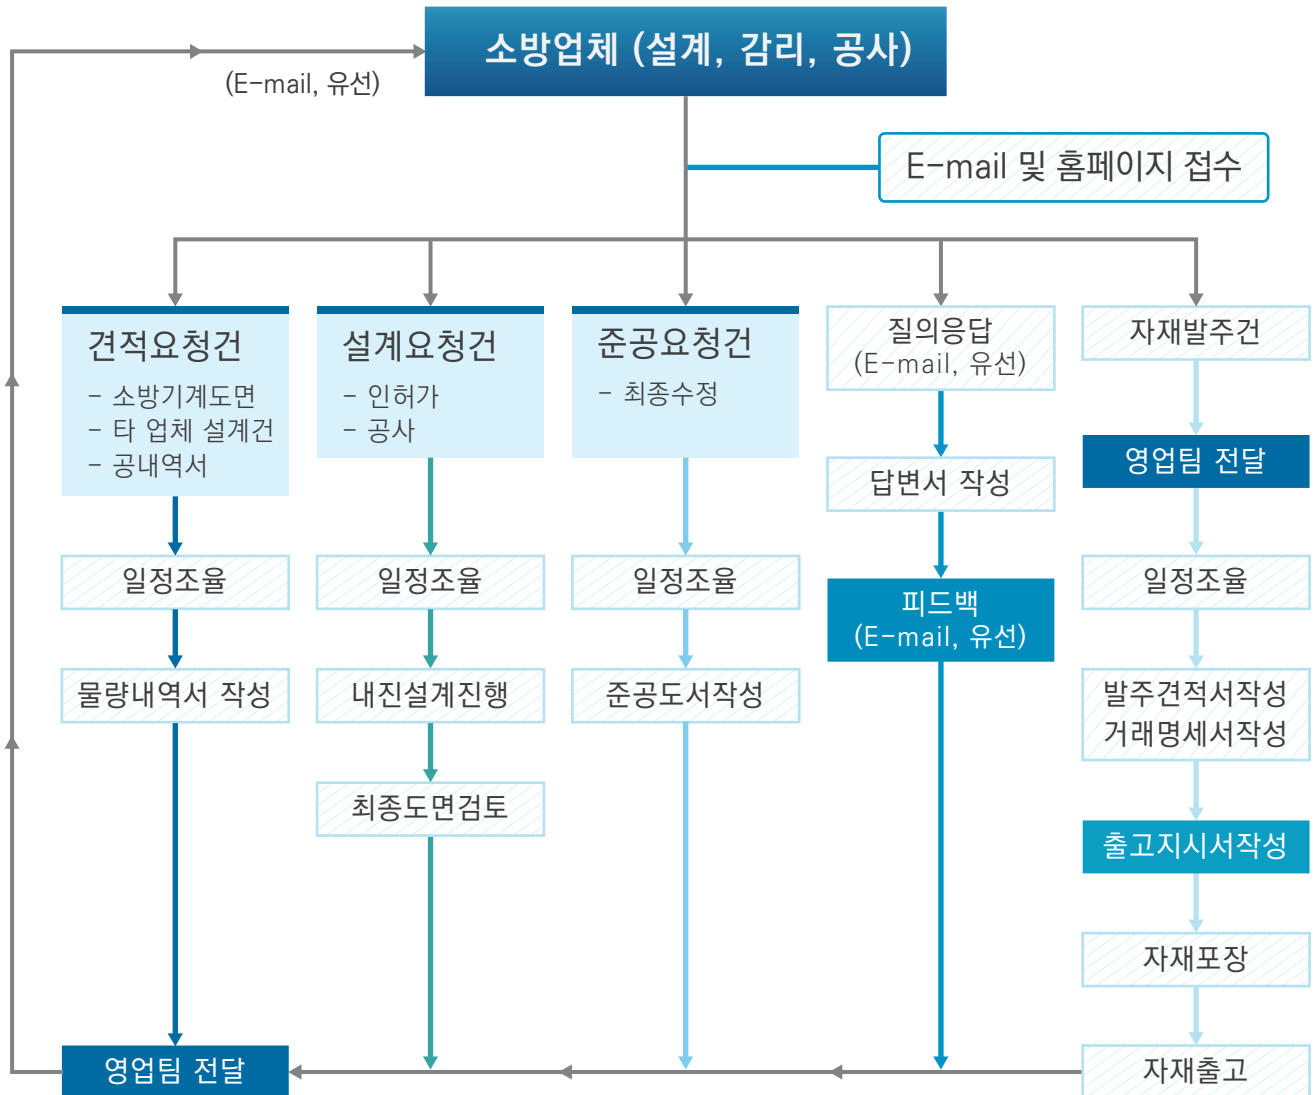 소방업체 (설계, 감리, 공사)
(E-mail, 유선)
E-mail 및 홈페이지 접수
견적요청건
- 소방기계도면
- 타 업체 설계건
- 공내역서
일정조율
물량내역서 작성
영업팀 전달
설계요청건
- 인허가
- 공사
일정조율
내진설계진행
최종도면검토
준공요청건
- 최종수정
일정조율
준공도서작성
질의응답
(E-mail, 유선)
답변서 작성
피드백
(E-mail, 유선)
자재발주건
영업팀 전달
일정조율
발주견적서작성
거래명세서작성
출고지시서작성
자재포장
자재출고